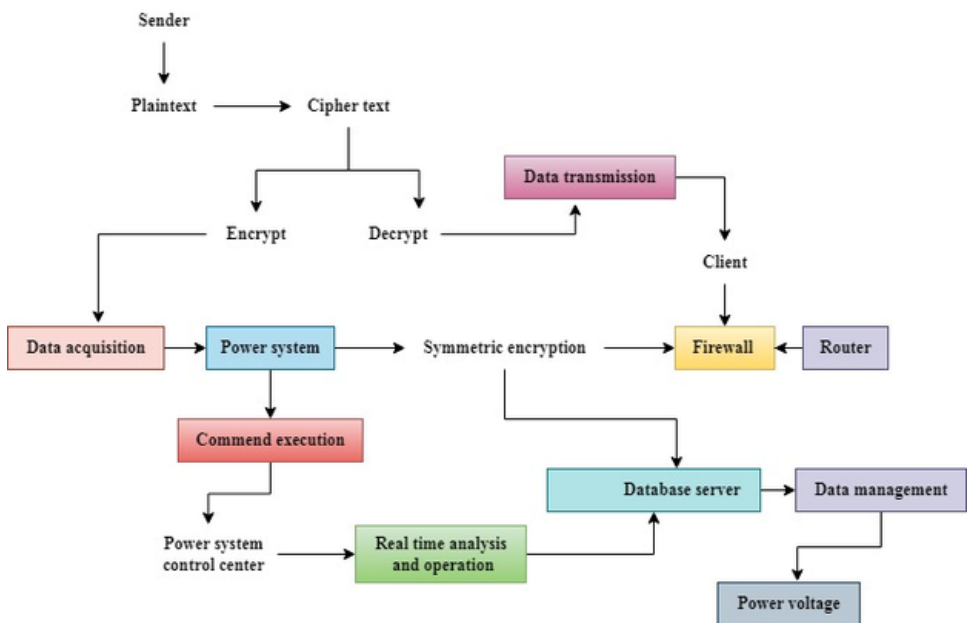 Sender
Plaintext
Cipher text
Data transmission
Encrypt
Decrypt
Client
Data acquisition
Power system
Symmetric encryption
Firewall
Router
Commend execution
Database server
Data management
Power system
control center
Real time analysis
and operation
Power voltage